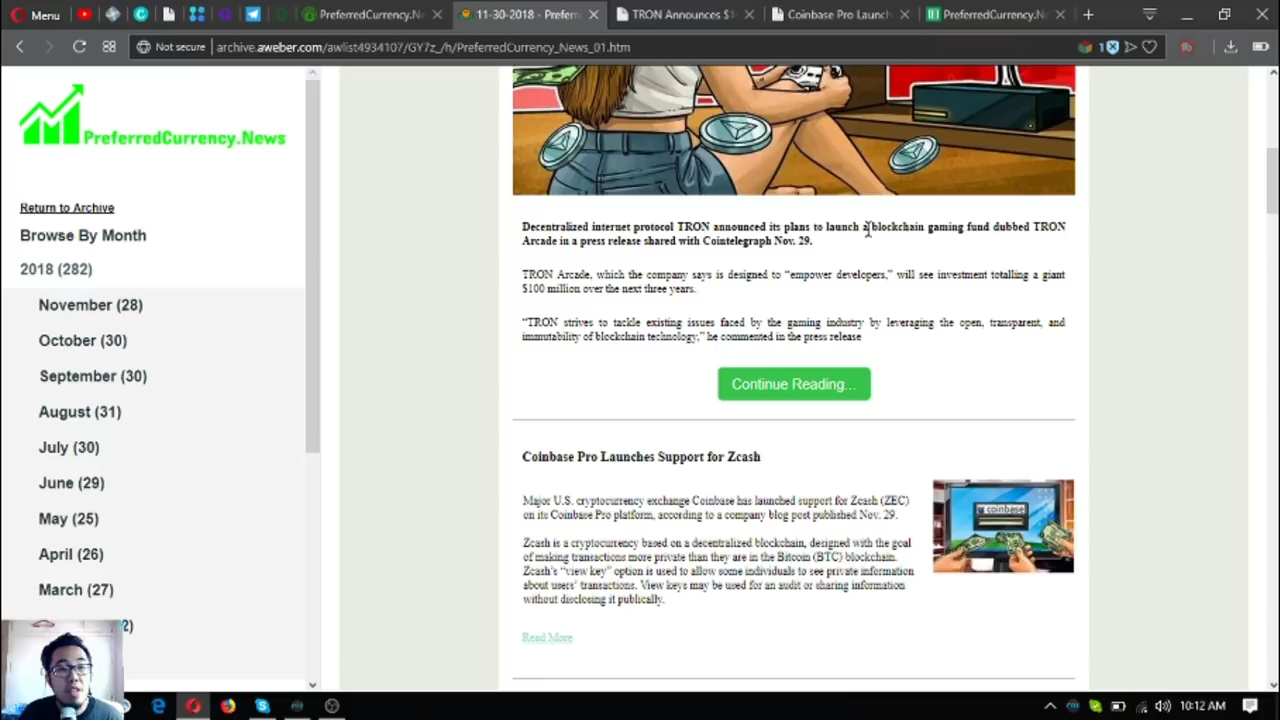 Menu
PreferredCurrency.N
11-30-2018 - Preferr
TRON Announces $1
Coinbase Pro Launch
PreferredCurrency.N
Not secure
archive.aweber.com/awlist4934107/GY7z_/h/PreferredCurrency_News_01.htm
1
PreferredCurrency.News
Return to Archive
Browse By Month
2018 (282)
November (28)
October (30)
September (30)
August (31)
July (30)
June (29)
May (25)
April (26)
March (27)
2)
Decentralized internet protocol TRON announced its plans to launch a blockchain gaming fund dubbed TRON
Arcade in a press release shared with Cointelegraph Nov. 29.
TRON Arcade, which the company says is designed to “empower developers,” will see investment totalling a giant
$100 million over the next three years.
“TRON strives to tackle existing issues faced by the gaming industry by leveraging the open, transparent, and
immutability of blockchain technology,” he commented in the press release
Continue Reading...
Coinbase Pro Launches Support for Zcash
Major U.S. cryptocurrency exchange Coinbase has launched support for Zcash (ZEC)
on its Coinbase Pro platform, according to a company blog post published Nov. 29.
coinbase
Zcash is a cryptocurrency based on a decentralized blockchain, designed with the goal
of making transactions more private than they are in the Bitcoin (BTC) blockchain.
Zcash’s “view key” option is used to allow some individuals to see private information
about users’ transactions. View keys may be used for an audit or sharing information
without disclosing it publically.
Read More
10:12 AM